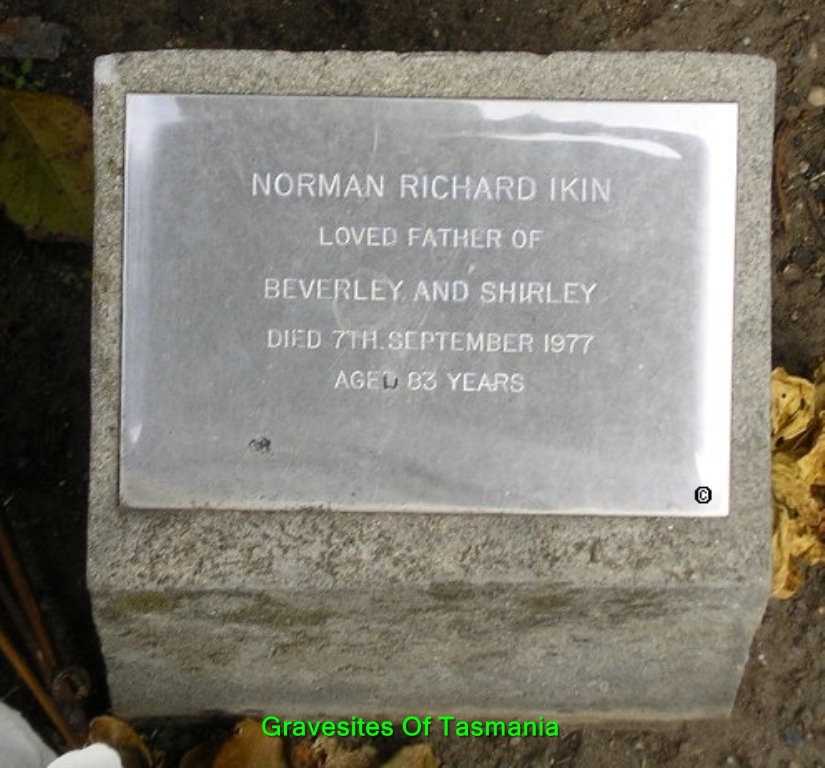 NORMAN RICHARD IKIN
LOVED FATHER OF
BEVERLEY AND SHIRLEY
DIED 7TH. SEPTEMBER 1977
AGED 83 YEARS
©
Gravesites Of Tasmania